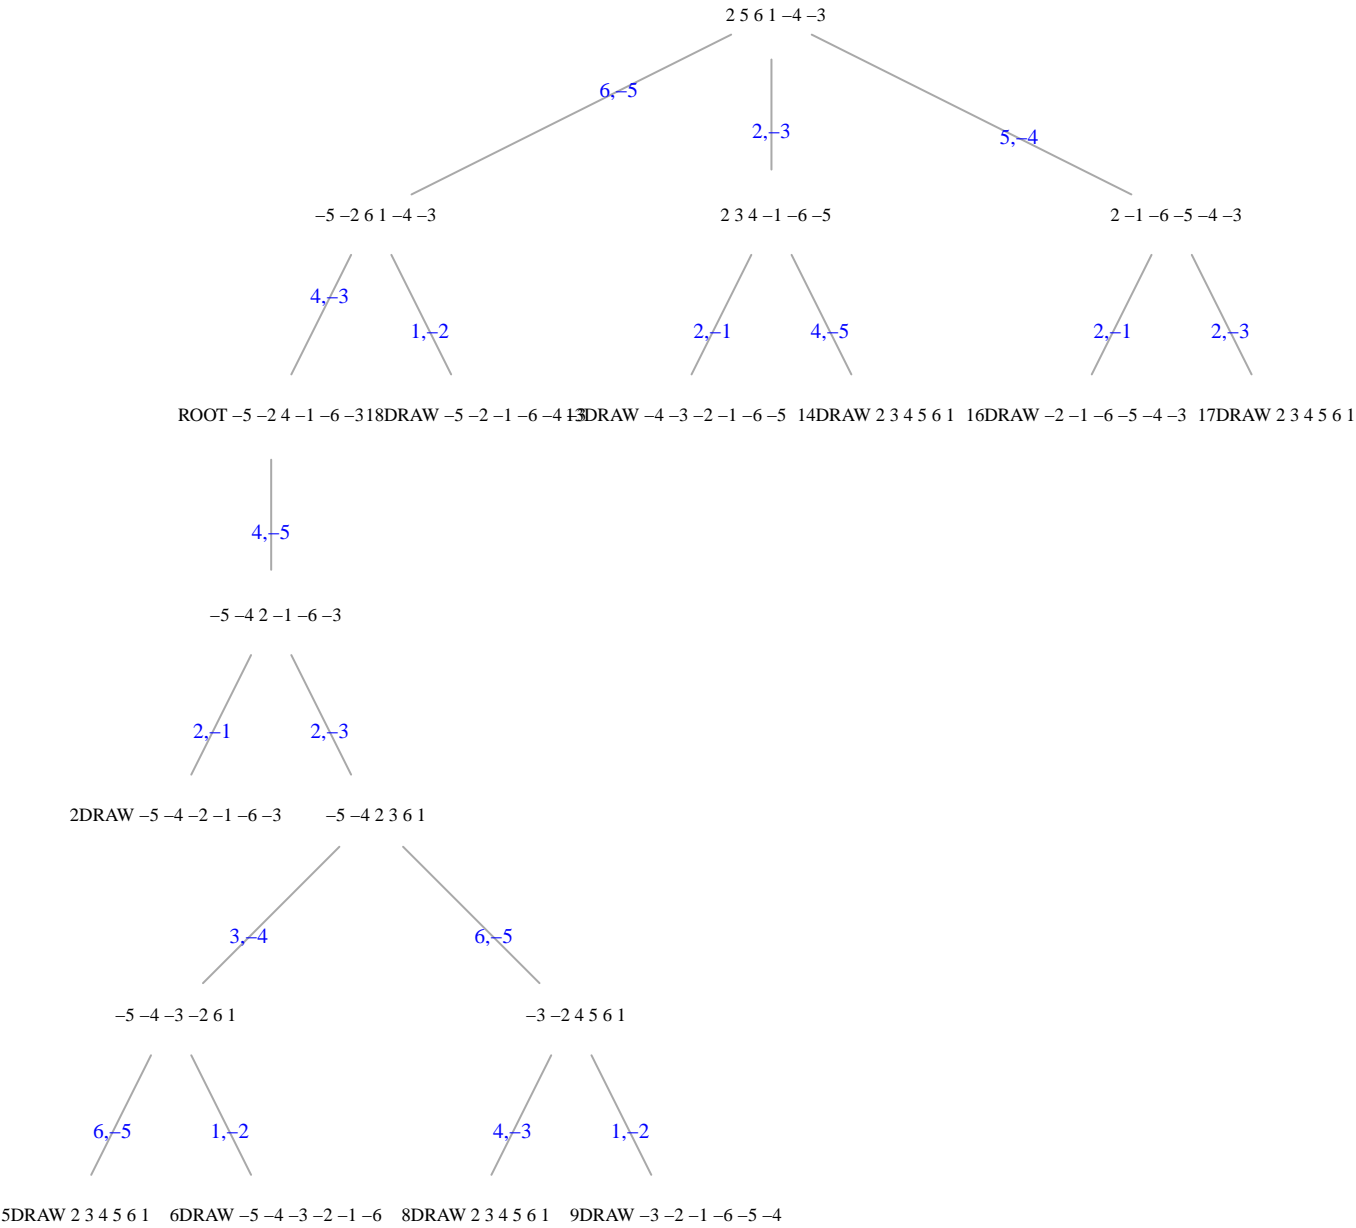 2 5 6 1 –4 –3
6,–5
2,–3
5,–4
–5 –2 6 1 –4 –3
2 3 4 –1 –6 –5
2 –1 –6 –5 –4 –3
4,–3
1,–2
2,–1
4,–5
2,–1
2,–3
ROOT –5 –2 4 –1 –6 –3
18DRAW –5 –2 –1 –6 –4 –3
13DRAW –4 –3 –2 –1 –6 –5
14DRAW 2 3 4 5 6 1
16DRAW –2 –1 –6 –5 –4 –3
17DRAW 2 3 4 5 6 1
4,–5
–5 –4 2 –1 –6 –3
2,–1
2,–3
2DRAW –5 –4 –2 –1 –6 –3
–5 –4 2 3 6 1
3,–4
6,–5
–5 –4 –3 –2 6 1
–3 –2 4 5 6 1
6,–5
1,–2
4,–3
1,–2
5DRAW 2 3 4 5 6 1
6DRAW –5 –4 –3 –2 –1 –6
8DRAW 2 3 4 5 6 1
9DRAW –3 –2 –1 –6 –5 –4